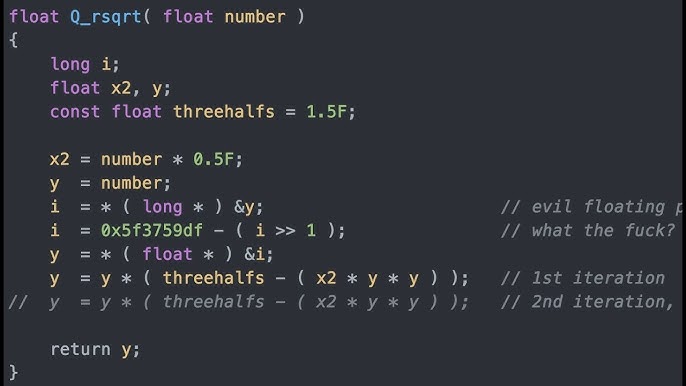 float Q_rsqrt( float number )
{
    long i;
    float x2, y;
    const float threehalfs = 1.5F;

    x2 = number * 0.5F;
    y  = number;
    i  = * ( long * ) &y;                        // evil floating p
    i  = 0x5f3759df - ( i >> 1 );                // what the fuck?
    y  = * ( float * ) &i;
    y  = y * ( threehalfs - ( x2 * y * y ) );   // 1st iteration
//  y  = y * ( threehalfs - ( x2 * y * y ) );   // 2nd iteration,

    return y;
}